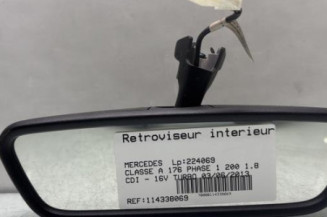 Retroviseur interieur
MERCEDES Lp:224069
CLASSE A 176 PHASE 1 200 1.8
CDI - 16V TURBO 03/06/2013
REF:114338069